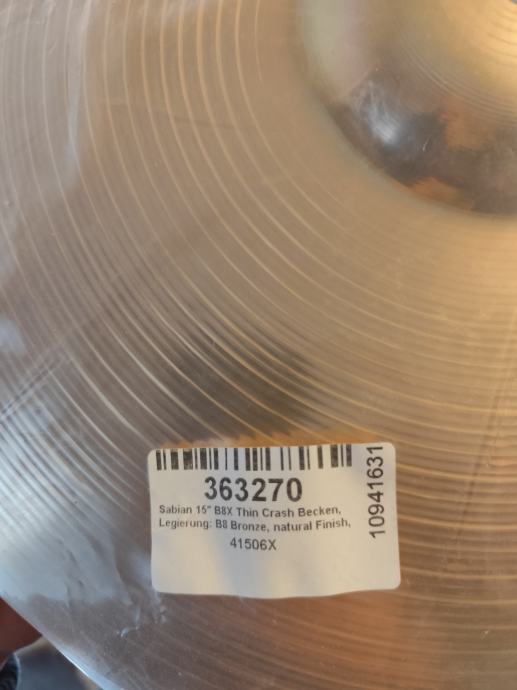 363270
Sabian 15" B8X Thin Crash Becken,
Legierung: B8 Bronze, natural Finish,
41506X
10941631